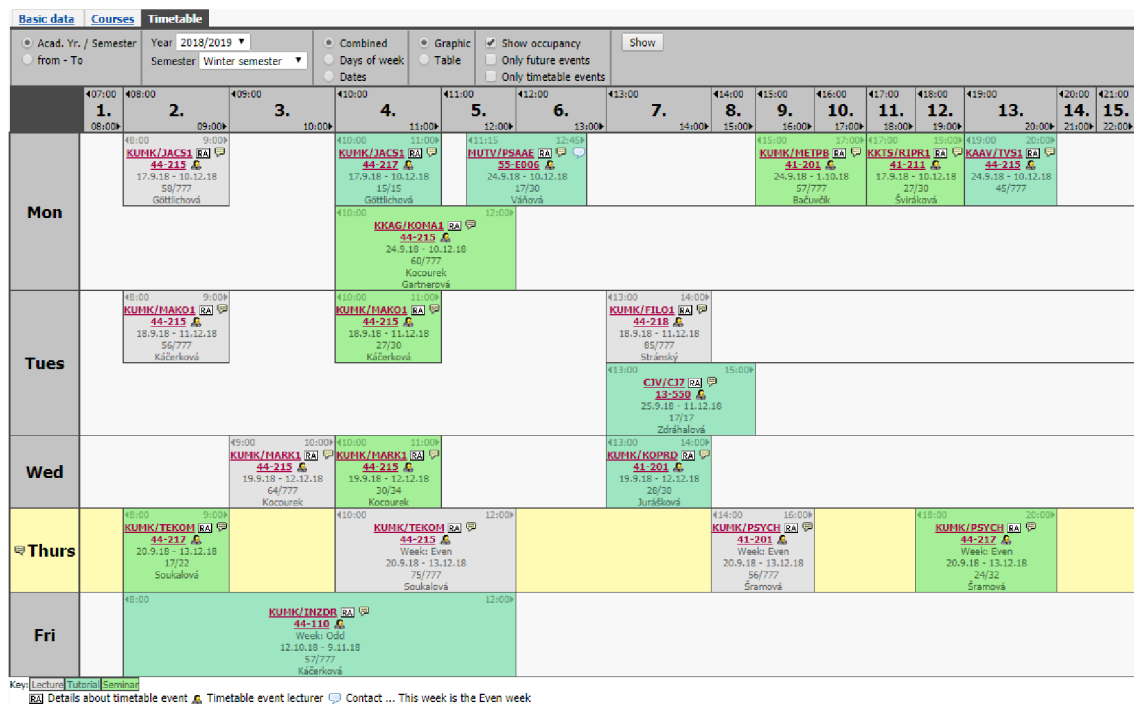 Basic data Courses Timetable
Acad. Yr. / Semester Year 2018/2019 Combined Graphic Show occupancy Show
from - To Semester Winter semester Days of week Table Only future events
Dates Only timetable events
07:00 08:00 09:00 10:00 11:00 12:00 13:00 14:00 15:00 16:00 17:00 18:00 19:00 20:00 21:00
1. 2. 3. 4. 5. 6. 7. 8. 9. 10. 11. 12. 13. 14. 15.
08:00 09:00 10:00 11:00 12:00 13:00 14:00 15:00 16:00 17:00 18:00 19:00 20:00 21:00 22:00
Mon
8:00 9:00
KUMK/JACS1 RA
44-215
17.9.18 - 10.12.18
58/777
Göttlichová
10:00 11:00
KUMK/JACS1 RA
44-217
17.9.18 - 10.12.18
15/15
Göttlichová
11:15 12:45
MUTV/PSAAE RA
55-E006
24.9.18 - 10.12.18
17/30
Váňová
15:00 17:00
KUMK/METPB RA
41-201
24.9.18 - 1.10.18
57/777
Bačuvčík
17:00 19:00
KKTS/RIPR1 RA
41-211
17.9.18 - 10.12.18
27/30
Šviráková
19:00 20:00
KAAV/TVS1 RA
44-215
24.9.18 - 10.12.18
45/777
10:00 12:00
KKAG/KOMA1 RA
44-215
24.9.18 - 10.12.18
60/777
Kocourek
Gartnerová
Tues
8:00 9:00
KUMK/MAKO1 RA
44-215
18.9.18 - 11.12.18
56/777
Káčerková
10:00 11:00
KUMK/MAKO1 RA
44-215
18.9.18 - 11.12.18
27/30
Káčerková
13:00 14:00
KUMK/FILO1 RA
44-218
18.9.18 - 11.12.18
85/777
Stránský
13:00 15:00
CJV/CJ7 RA
13-550
25.9.18 - 11.12.18
17/17
Zdráhalová
Wed
9:00 10:00
KUMK/MARK1 RA
44-215
19.9.18 - 12.12.18
64/777
Kocourek
10:00 11:00
KUMK/MARK1 RA
44-215
19.9.18 - 12.12.18
30/34
Kocourek
13:00 14:00
KUMK/KOPRD RA
41-201
19.9.18 - 12.12.18
28/30
Jurášková
Thurs
8:00 9:00
KUMK/TEKOM RA
44-217
20.9.18 - 13.12.18
17/22
Soukalová
10:00 12:00
KUMK/TEKOM RA
44-215
Week: Even
20.9.18 - 13.12.18
75/777
Soukalová
14:00 16:00
KUMK/PSYCH RA
41-201
Week: Even
20.9.18 - 13.12.18
56/777
Šramová
18:00 20:00
KUMK/PSYCH RA
44-217
Week: Even
20.9.18 - 13.12.18
24/32
Šramová
Fri
8:00 12:00
KUMK/INZDR RA
44-110
Week: Odd
12.10.18 - 9.11.18
57/777
Káčerková
Key: Lecture Tutorial Seminar
RA Details about timetable event Timetable event lecturer Contact ... This week is the Even week